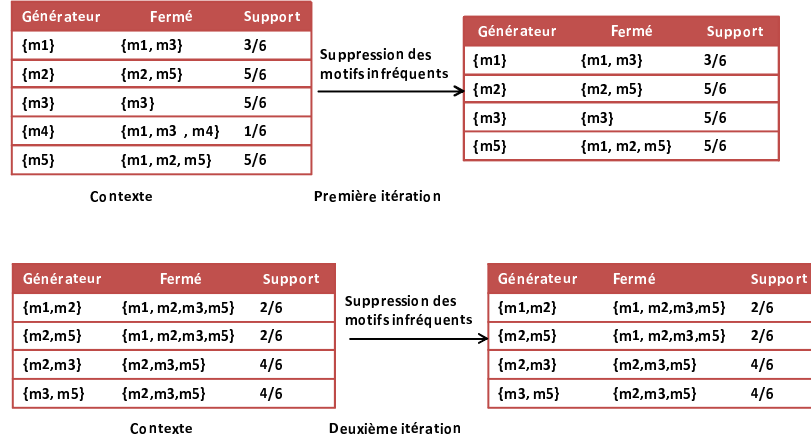 Générateur Fermé Support
{m1} {m1, m3} 3/6
{m2} {m2, m5} 5/6
{m3} {m3} 5/6
{m4} {m1, m3 , m4} 1/6
{m5} {m1, m2, m5} 5/6
Contexte
Suppression des
motifs infréquents
Première itération
Générateur Fermé Support
{m1} {m1, m3} 3/6
{m2} {m2, m5} 5/6
{m3} {m3} 5/6
{m5} {m1, m2, m5} 5/6
Générateur Fermé Support
{m1,m2} {m1, m2,m3,m5} 2/6
{m2,m5} {m1, m2,m3,m5} 2/6
{m2,m3} {m2,m3,m5} 4/6
{m3, m5} {m2,m3,m5} 4/6
Contexte
Suppression des
motifs infréquents
Deuxième itération
Générateur Fermé Support
{m1,m2} {m1, m2,m3,m5} 2/6
{m2,m5} {m1, m2,m3,m5} 2/6
{m2,m3} {m2,m3,m5} 4/6
{m3, m5} {m2,m3,m5} 4/6